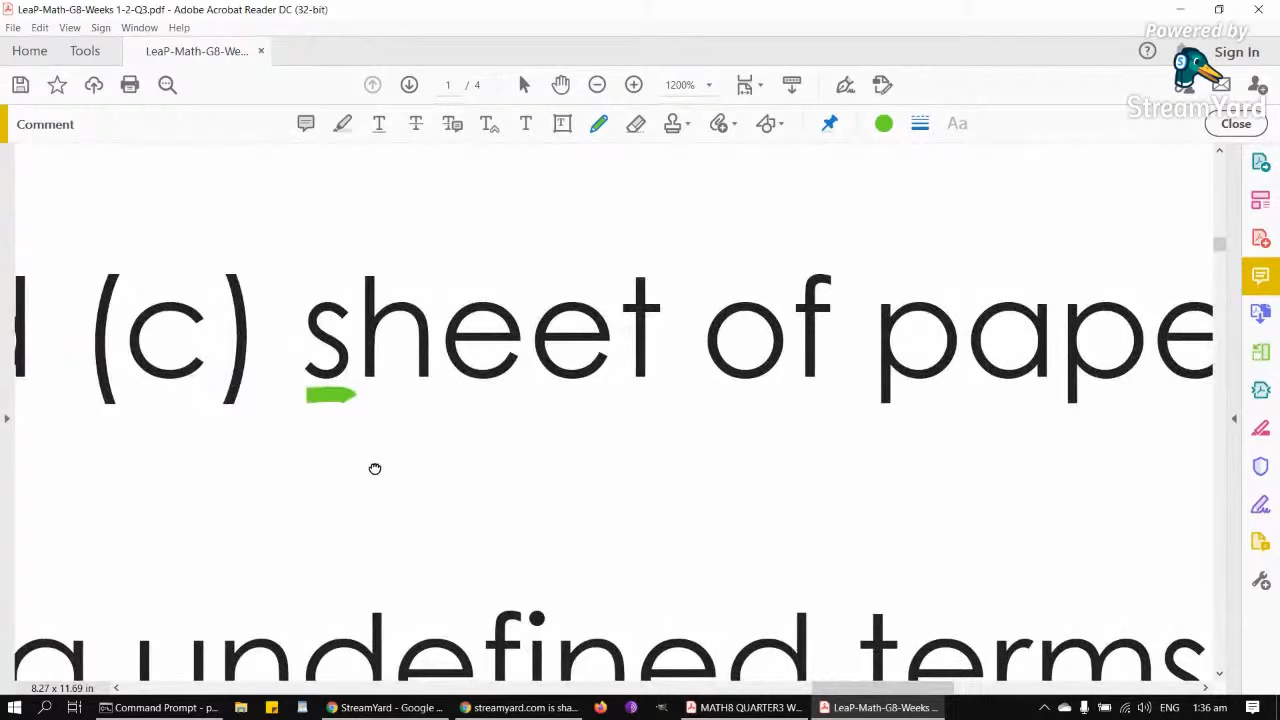 LeaP-Math-G8-Weeks 1-2-Q3.pdf - Adobe Acrobat Reader DC (32-bit)
File Edit View Sign Window Help
Powered by
StreamYard
Home Tools LeaP-Math-G8-We... × Sign In
1 / 4 1200%
Comment Aa Close
(c) sheet of pape
undefined terms
8.27 x 11.69 in
Command Prompt - p... StreamYard - Google ... streamyard.com is sha... MATH8 QUARTER3 W... LeaP-Math-G8-Weeks ... 1:36 am